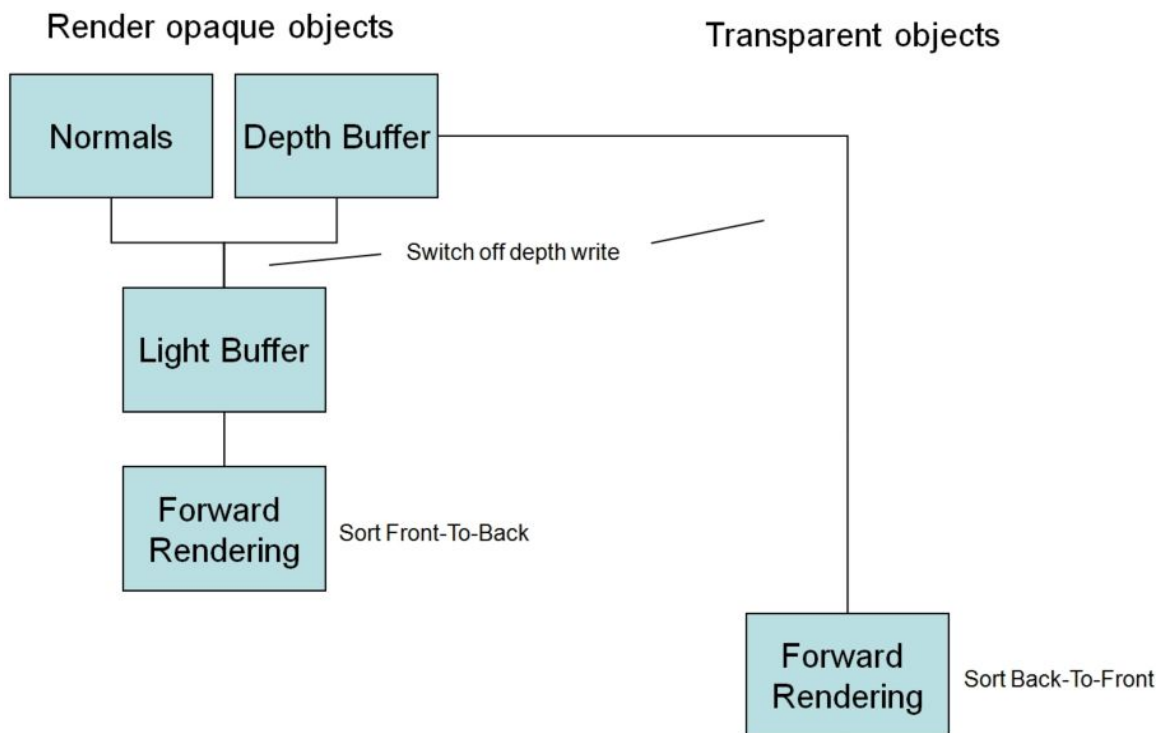 Render opaque objects
Transparent objects
Normals
Depth Buffer
Switch off depth write
Light Buffer
Forward
Rendering
Sort Front-To-Back
Forward
Rendering
Sort Back-To-Front